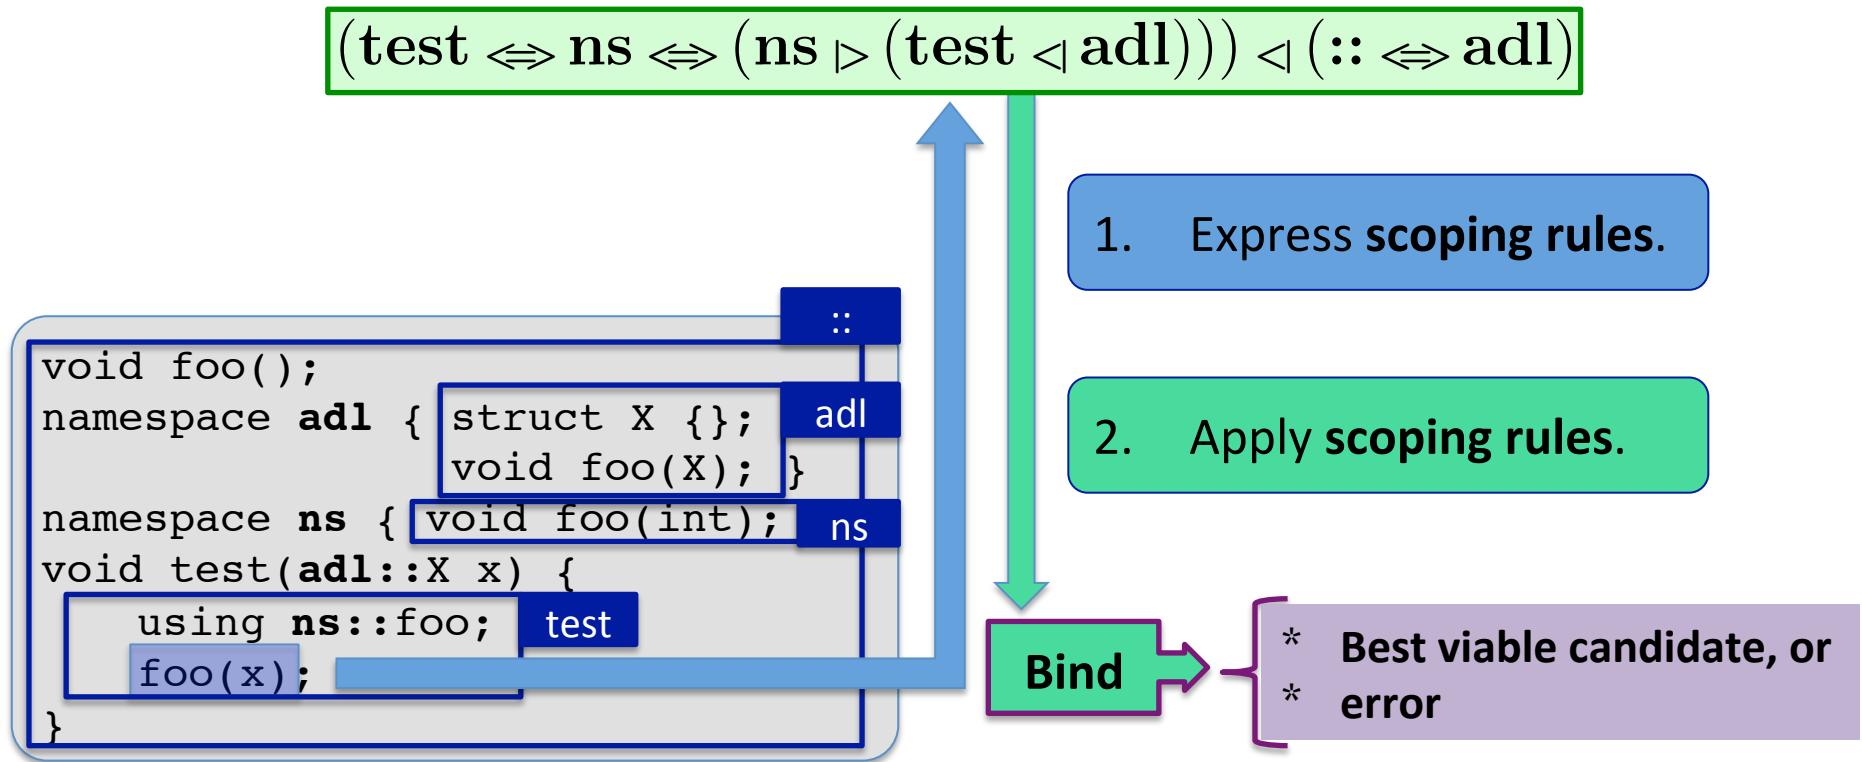 (test ⇔ ns ⇔ (ns ⊳ (test ⊲ adl))) ⊲ (:: ⇔ adl)
1. Express scoping rules.
2. Apply scoping rules.
::
void foo();
namespace adl { struct X {};
adl
void foo(X); }
namespace ns { void foo(int);
ns
void test(adl::X x) {
using ns::foo;
test
foo(x);
}
Bind
* Best viable candidate, or
* error